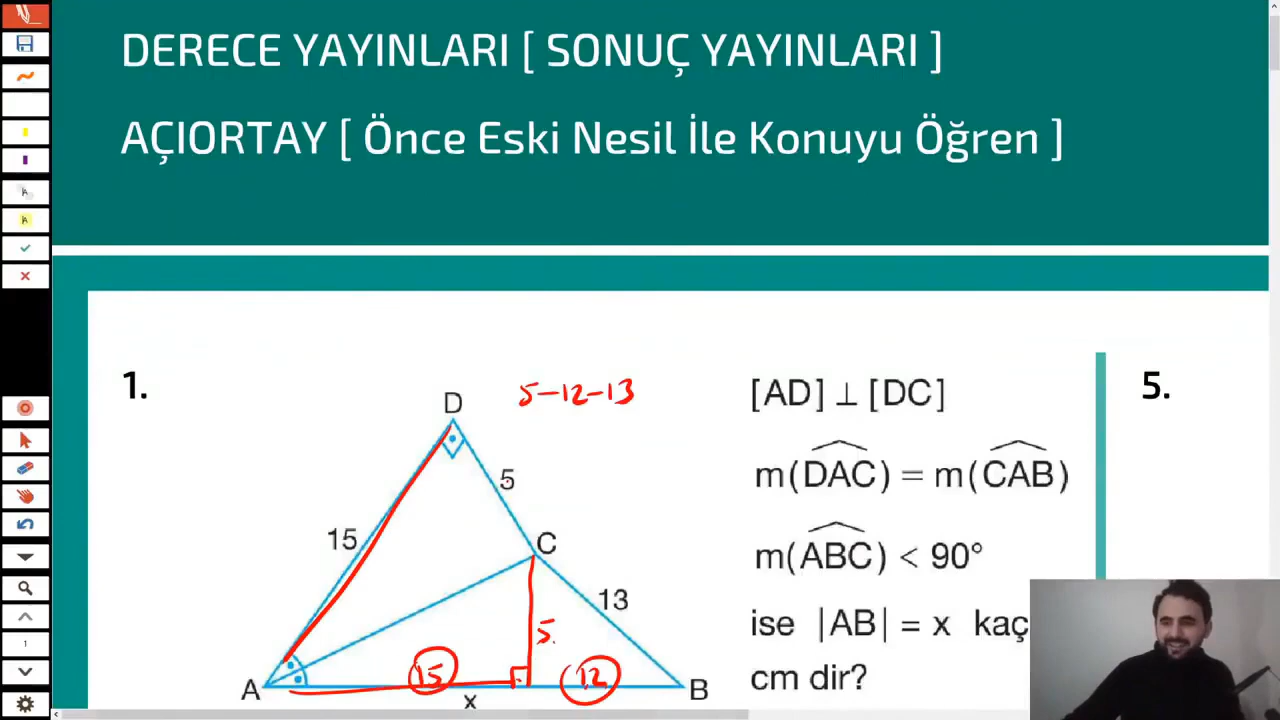 DERECE YAYINLARI [ SONUÇ YAYINLARI ]
AÇIORTAY [ Önce Eski Nesil İle Konuyu Öğren ]
1.
D
5-12-13
5
15
C
13
5
A
15
12
B
x
[AD] ⊥ [DC]
m(DAC) = m(CAB)
m(ABC) < 90°
ise |AB| = x kaç
cm dir?
5.
1